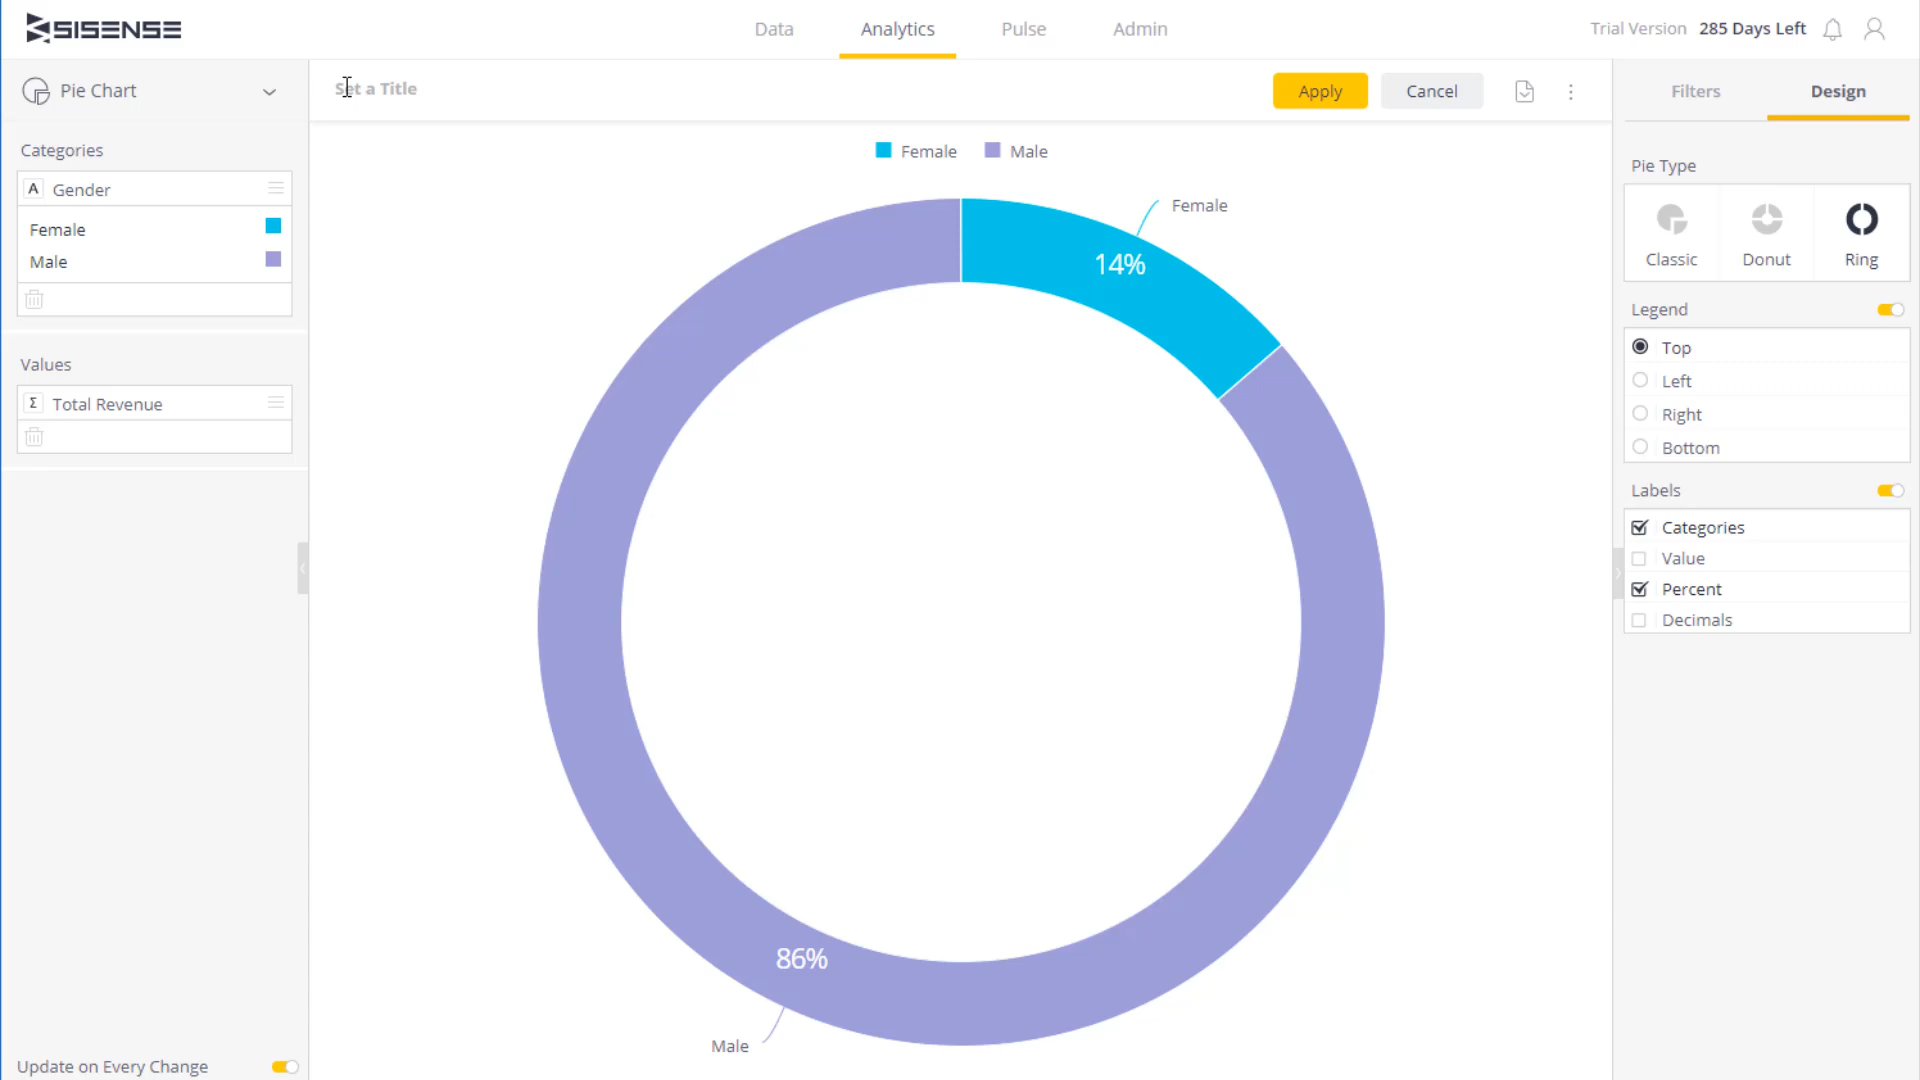 SISENSE
Data Analytics Pulse Admin
Trial Version 285 Days Left
Pie Chart
Set a Title
Apply Cancel
Filters Design
Categories
A Gender
Female
Male
Values
Σ Total Revenue
Update on Every Change
Female Male
Female
14%
86%
Male
Pie Type
Classic Donut Ring
Legend
Top
Left
Right
Bottom
Labels
Categories
Value
Percent
Decimals